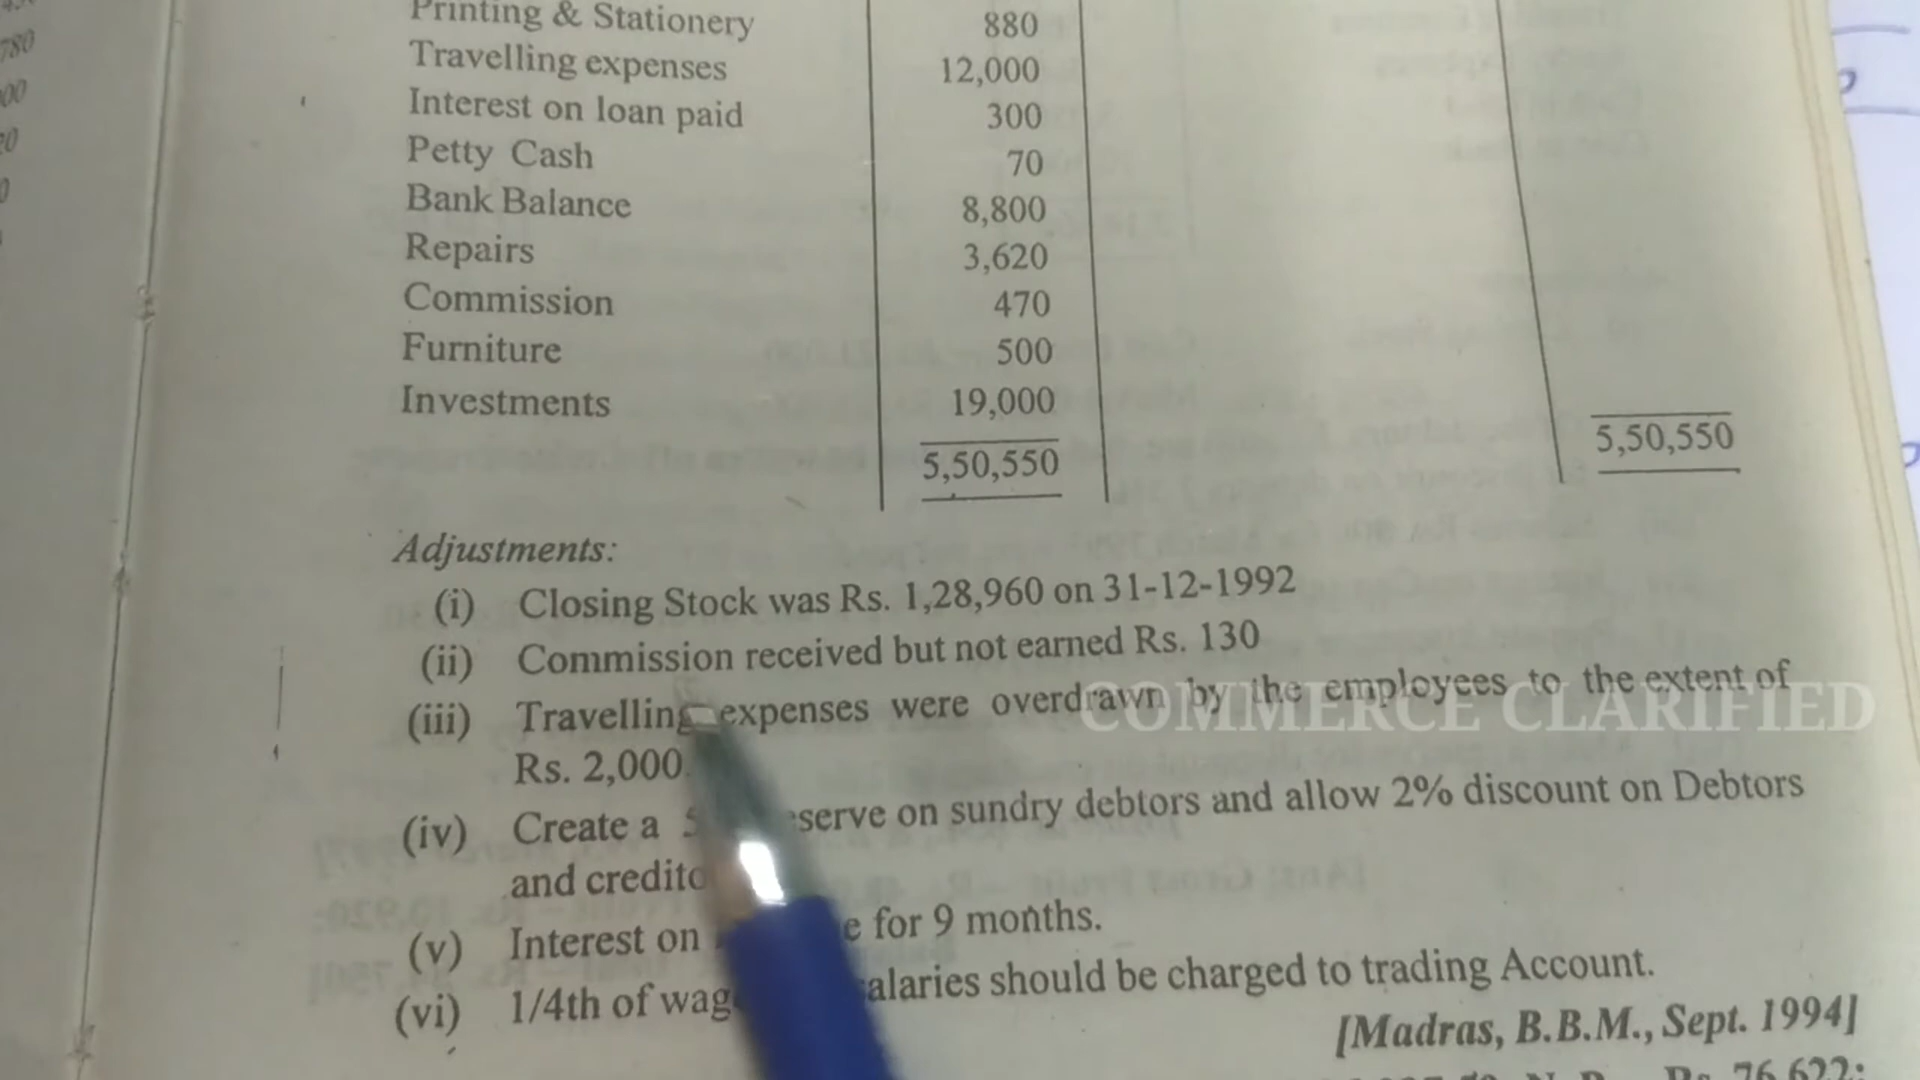 Printing & Stationery 880
Travelling expenses 12,000
Interest on loan paid 300
Petty Cash 70
Bank Balance 8,800
Repairs 3,620
Commission 470
Furniture 500
Investments 19,000
5,50,550 5,50,550
Adjustments:
(i) Closing Stock was Rs. 1,28,960 on 31-12-1992
(ii) Commission received but not earned Rs. 130
(iii) Travelling expenses were overdrawn by the employees to the extent of
COMMERCE CLARIFIED
Rs. 2,000
(iv) Create a on sundry debtors and allow 2% discount on Debtors
and
(v) Interest on for 9 months.
(vi) 1/4th of should be charged to trading Account.
[Madras, B.B.M., Sept. 1994]
76,622;